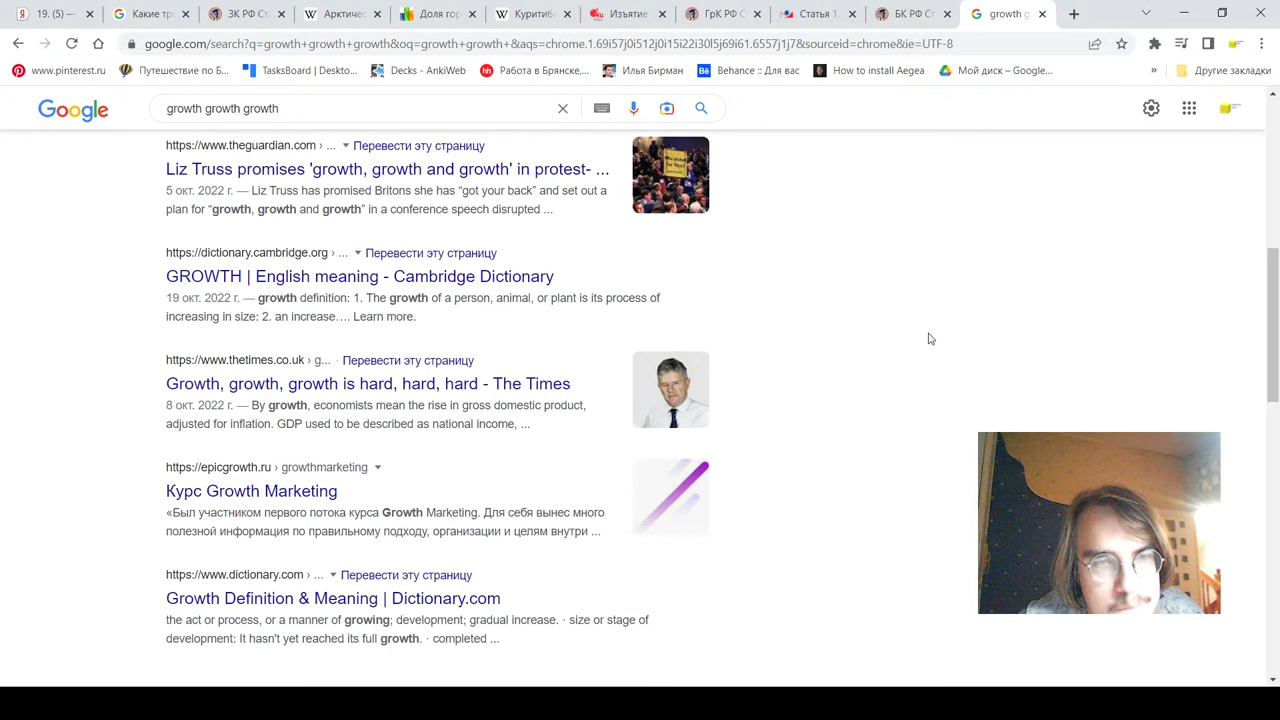 19. (5) —
Какие тре
ЗК РФ Ст
Арктичес
Доля гор
Куритиба
Изъятие
ГрК РФ С
Статья 1
БК РФ Ст
growth g
google.com/search?q=growth+growth+growth&oq=growth+growth+&aqs=chrome.1.69i57j0i512j0i15i22i30l5j69i61.6557j1j7&sourceid=chrome&ie=UTF-8
www.pinterest.ru
Путешествие по Б...
TasksBoard | Deskto...
Decks - AnkiWeb
Работа в Брянске,...
Илья Бирман
Behance :: Для вас
How to install Aegea
Мой диск – Google...
»
Другие закладки
Google
growth growth growth
https://www.theguardian.com › ... Перевести эту страницу
Liz Truss promises 'growth, growth and growth' in protest- ...
5 окт. 2022 г. — Liz Truss has promised Britons she has “got your back” and set out a
plan for “growth, growth and growth” in a conference speech disrupted ...
https://dictionary.cambridge.org › ... Перевести эту страницу
GROWTH | English meaning - Cambridge Dictionary
19 окт. 2022 г. — growth definition: 1. The growth of a person, animal, or plant is its process of
increasing in size: 2. an increase…. Learn more.
https://www.thetimes.co.uk › g... · Перевести эту страницу
Growth, growth, growth is hard, hard, hard - The Times
8 окт. 2022 г. — By growth, economists mean the rise in gross domestic product,
adjusted for inflation. GDP used to be described as national income, ...
https://epicgrowth.ru › growthmarketing
Курс Growth Marketing
«Был участником первого потока курса Growth Marketing. Для себя вынес много
полезной информация по правильному подходу, организации и целям внутри ...
https://www.dictionary.com › ... Перевести эту страницу
Growth Definition & Meaning | Dictionary.com
the act or process, or a manner of growing; development; gradual increase. · size or stage of
development: It hasn't yet reached its full growth. · completed ...